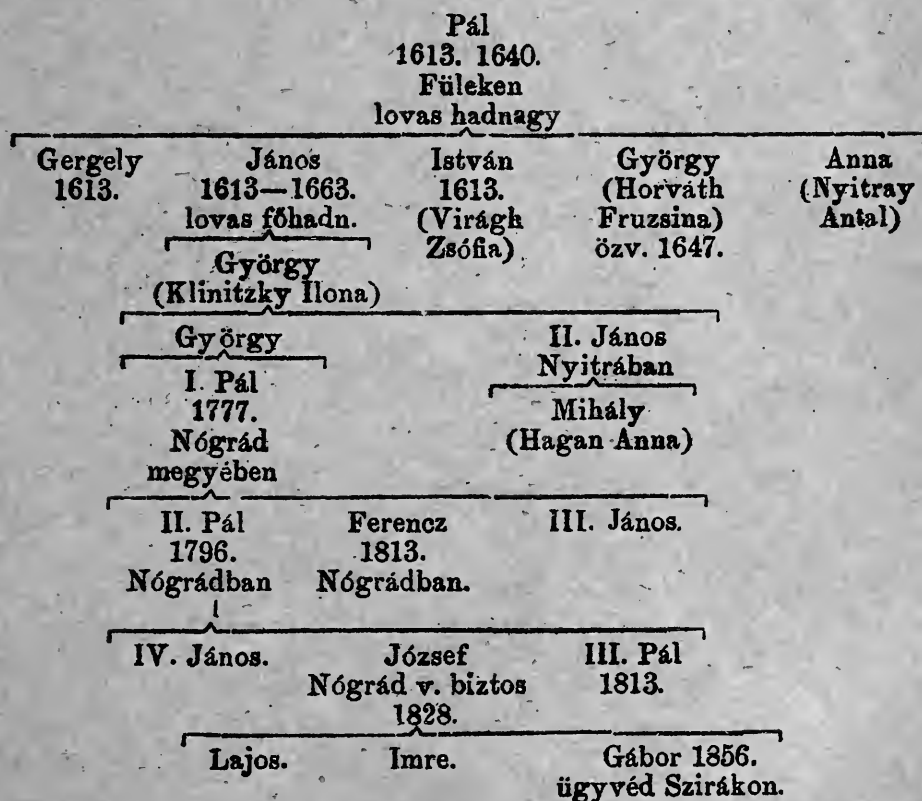 Pál
1613. 1640.
Füleken
lovas hadnagy
Gergely János István György Anna
1613. 1613—1663. 1613. (Horváth (Nyitray
lovas főhadn. (Virágh Fruzsina) Antal)
Zsófia) özv. 1647.
György
(Klinitzky Ilona)
György II. János
Nyitrában
I. Pál
1777. Mihály
Nógrád (Hagan Anna)
megyében
II. Pál Ferencz III. János.
1796. 1813.
Nógrádban Nógrádban.
IV. János. József III. Pál
Nógrád v. biztos 1813.
1828.
Lajos. Imre. Gábor 1856.
ügyvéd Szirákon.